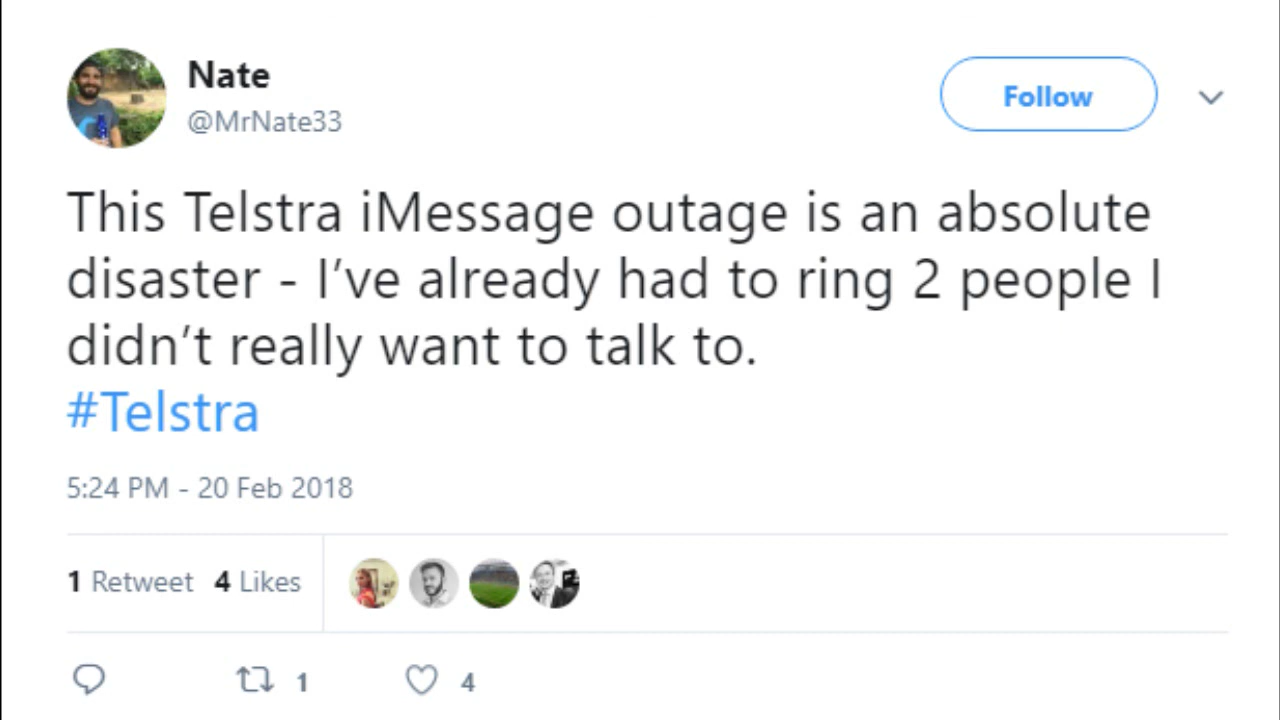 Nate
@MrNate33
Follow
This Telstra iMessage outage is an absolute
disaster - I’ve already had to ring 2 people I
didn’t really want to talk to.
#Telstra
5:24 PM - 20 Feb 2018
1 Retweet 4 Likes
1 4